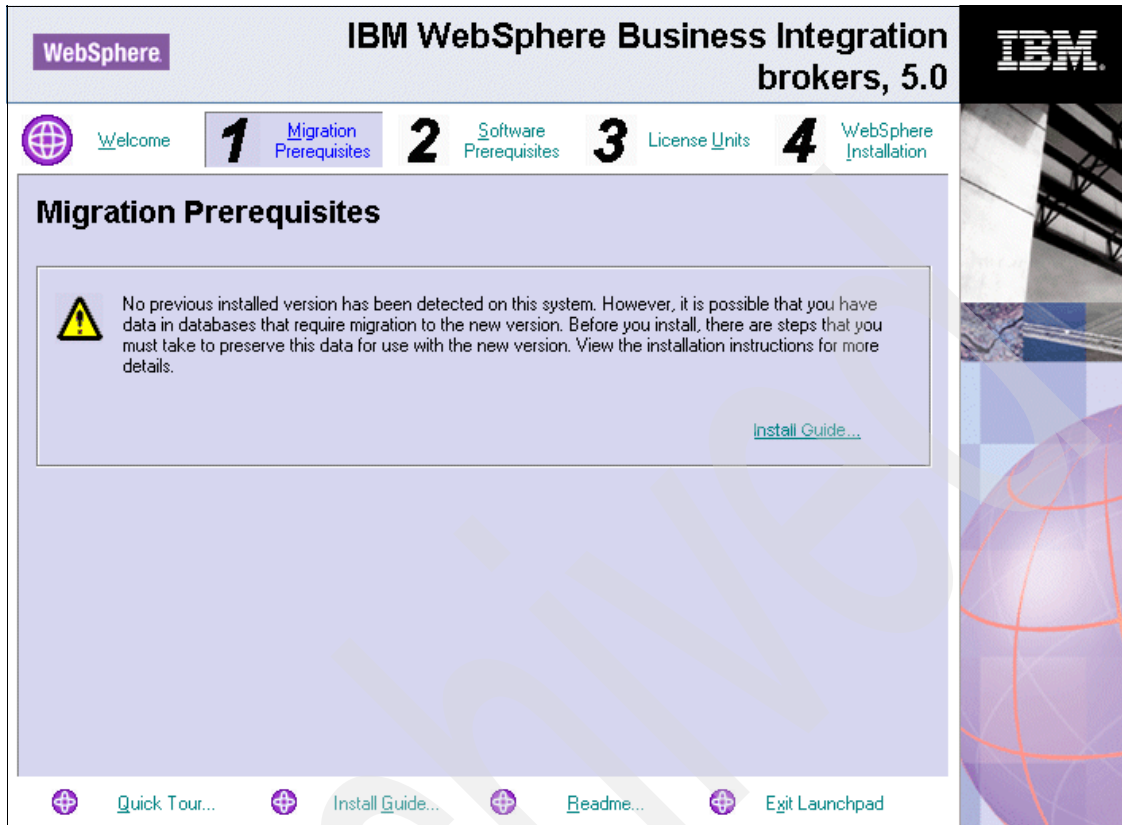 WebSphere.
IBM WebSphere Business Integration
brokers, 5.0
IBM.
Welcome
1
Migration
Prerequisites
2
Software
Prerequisites
3
License Units
4
WebSphere
Installation
Migration Prerequisites
No previous installed version has been detected on this system. However, it is possible that you have
data in databases that require migration to the new version. Before you install, there are steps that you
must take to preserve this data for use with the new version. View the installation instructions for more
details.
Install Guide...
Quick Tour...
Install Guide...
Readme...
Exit Launchpad